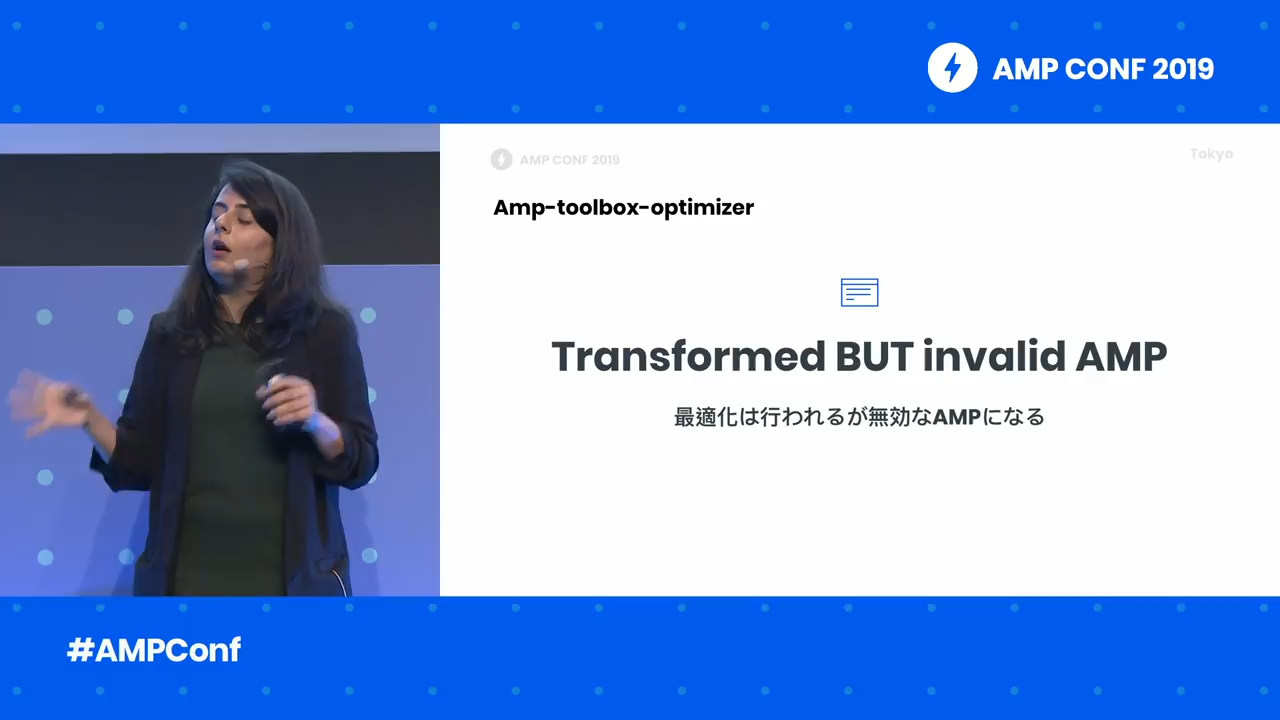 AMP CONF 2019
AMP CONF 2019
Tokyo
Amp-toolbox-optimizer
Transformed BUT invalid AMP
最適化は行われるが無効なAMPになる
#AMPConf